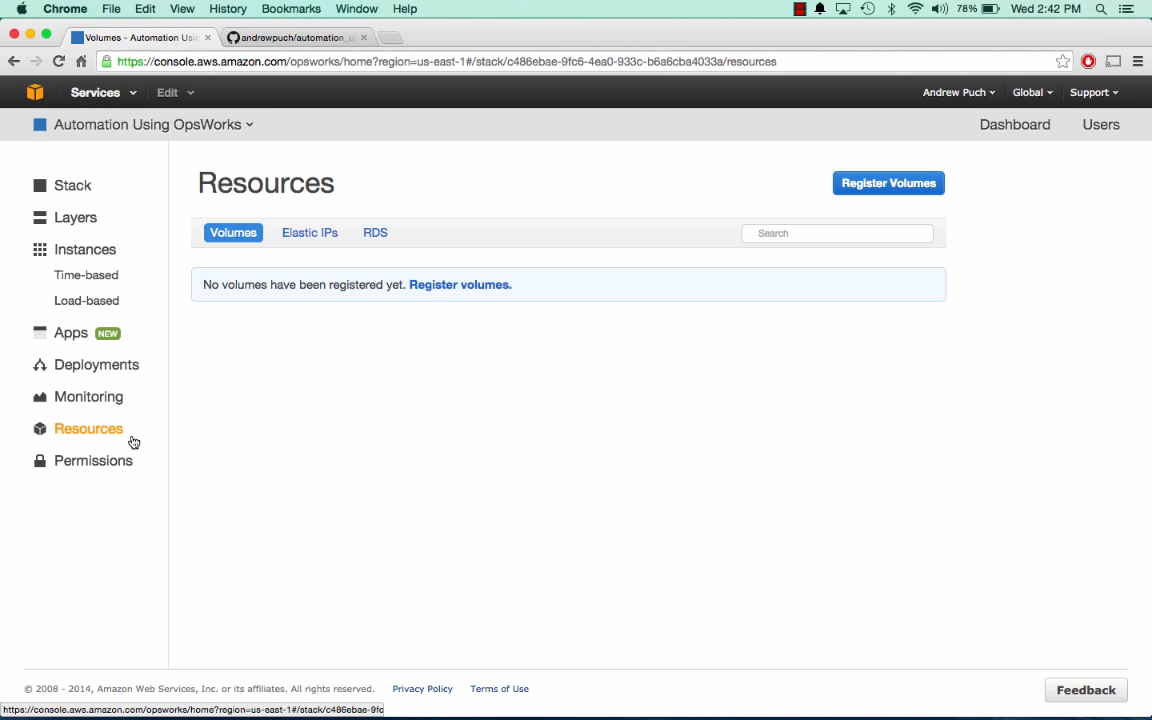 Chrome File Edit View History Bookmarks Window Help 78% Wed 2:42 PM
Volumes - Automation Usin andrewpuch/automation_u
https://console.aws.amazon.com/opsworks/home?region=us-east-1#/stack/c486ebae-9fc6-4ea0-933c-b6a6cba4033a/resources
Services Edit Andrew Puch Global Support
Automation Using OpsWorks Dashboard Users
Stack
Layers
Instances
Time-based
Load-based
Apps NEW
Deployments
Monitoring
Resources
Permissions
Resources Register Volumes
Volumes Elastic IPs RDS Search
No volumes have been registered yet. Register volumes.
© 2008 - 2014, Amazon Web Services, Inc. or its affiliates. All rights reserved. Privacy Policy Terms of Use Feedback
https://console.aws.amazon.com/opsworks/home?region=us-east-1#/stack/c486ebae-9fc